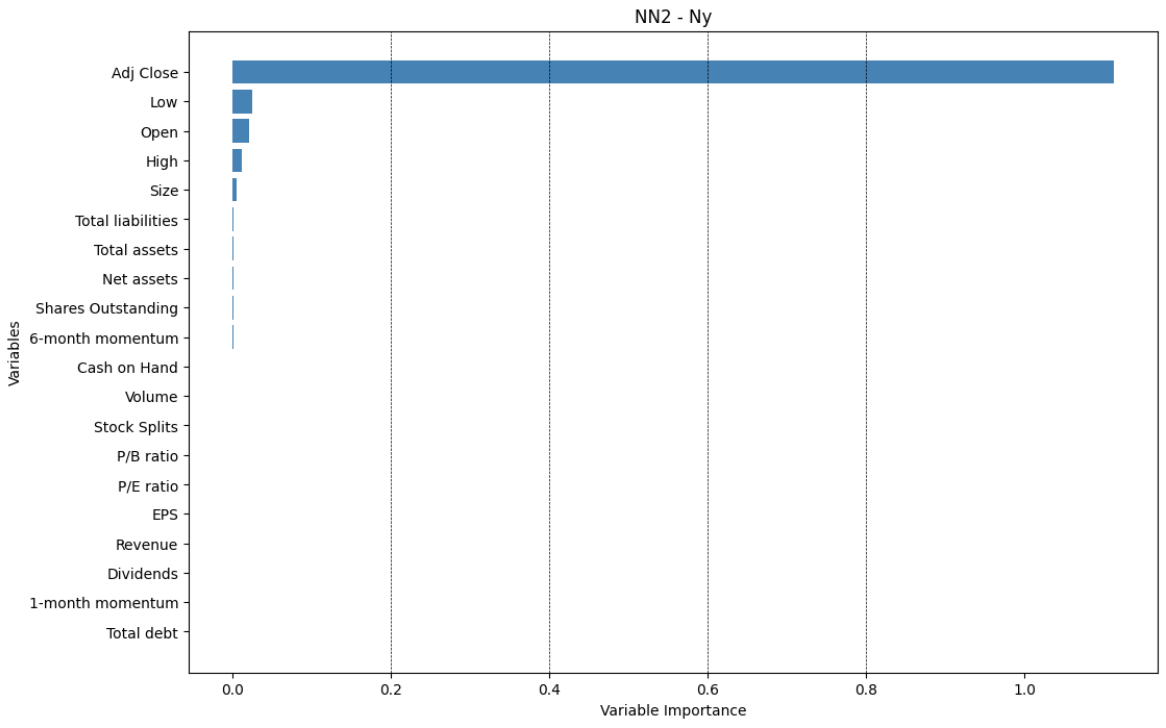 NN2 - Ny
Adj Close
Low
Open
High
Size
Total liabilities
Total assets
Net assets
Shares Outstanding
6-month momentum
Cash on Hand
Volume
Stock Splits
P/B ratio
P/E ratio
EPS
Revenue
Dividends
1-month momentum
Total debt
Variables
0.0 0.2 0.4 0.6 0.8 1.0
Variable Importance